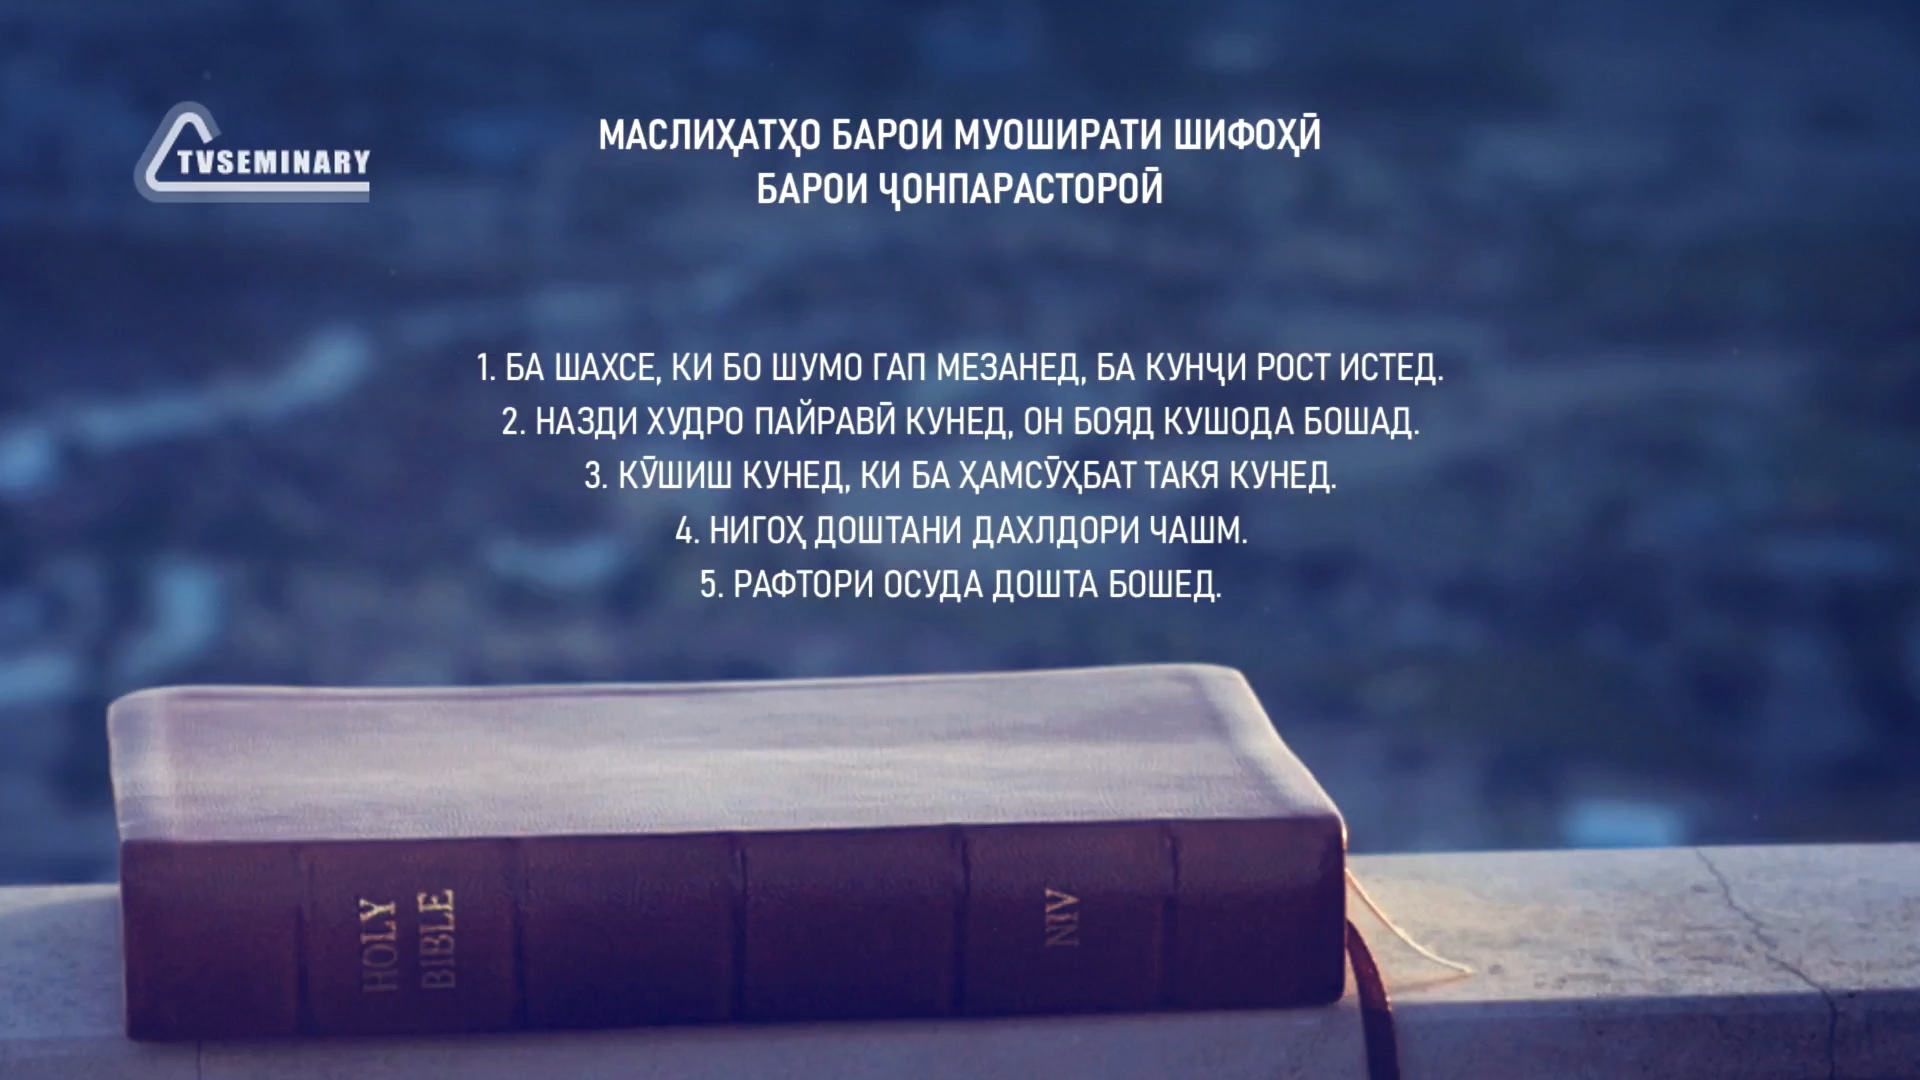 TVSEMINARY
МАСЛИҲАТҲО БАРОИ МУОШИРАТИ ШИФОҲӢ
БАРОИ ҶОНПАРАСТОРОӢ
1. БА ШАХСЕ, КИ БО ШУМО ГАП МЕЗАНЕД, БА КУНҶИ РОСТ ИСТЕД.
2. НАЗДИ ХУДРО ПАЙРАВӢ КУНЕД, ОН БОЯД КУШОДА БОШАД.
3. КӮШИШ КУНЕД, КИ БА ҲАМСӮҲБАТ ТАКЯ КУНЕД.
4. НИГОҲ ДОШТАНИ ДАХЛДОРИ ЧАШМ.
5. РАФТОРИ ОСУДА ДОШТА БОШЕД.
HOLY
BIBLE
NIV